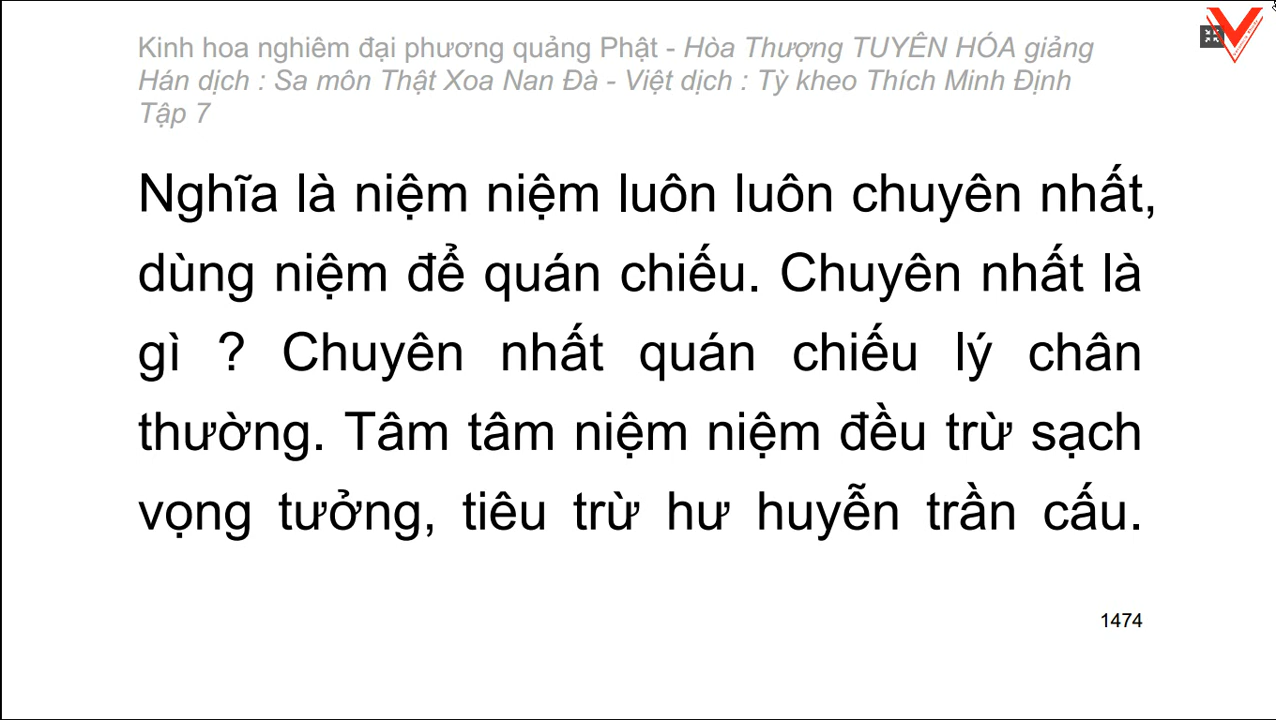 Kinh hoa nghiêm đại phương quảng Phật - Hòa Thượng TUYÊN HÓA giảng
Hán dịch : Sa môn Thật Xoa Nan Đà - Việt dịch : Tỳ kheo Thích Minh Định
Tập 7
Nghĩa là niệm niệm luôn luôn chuyên nhất,
dùng niệm để quán chiếu. Chuyên nhất là
gì ? Chuyên nhất quán chiếu lý chân
thường. Tâm tâm niệm niệm đều trừ sạch
vọng tưởng, tiêu trừ hư huyễn trần cấu.
1474